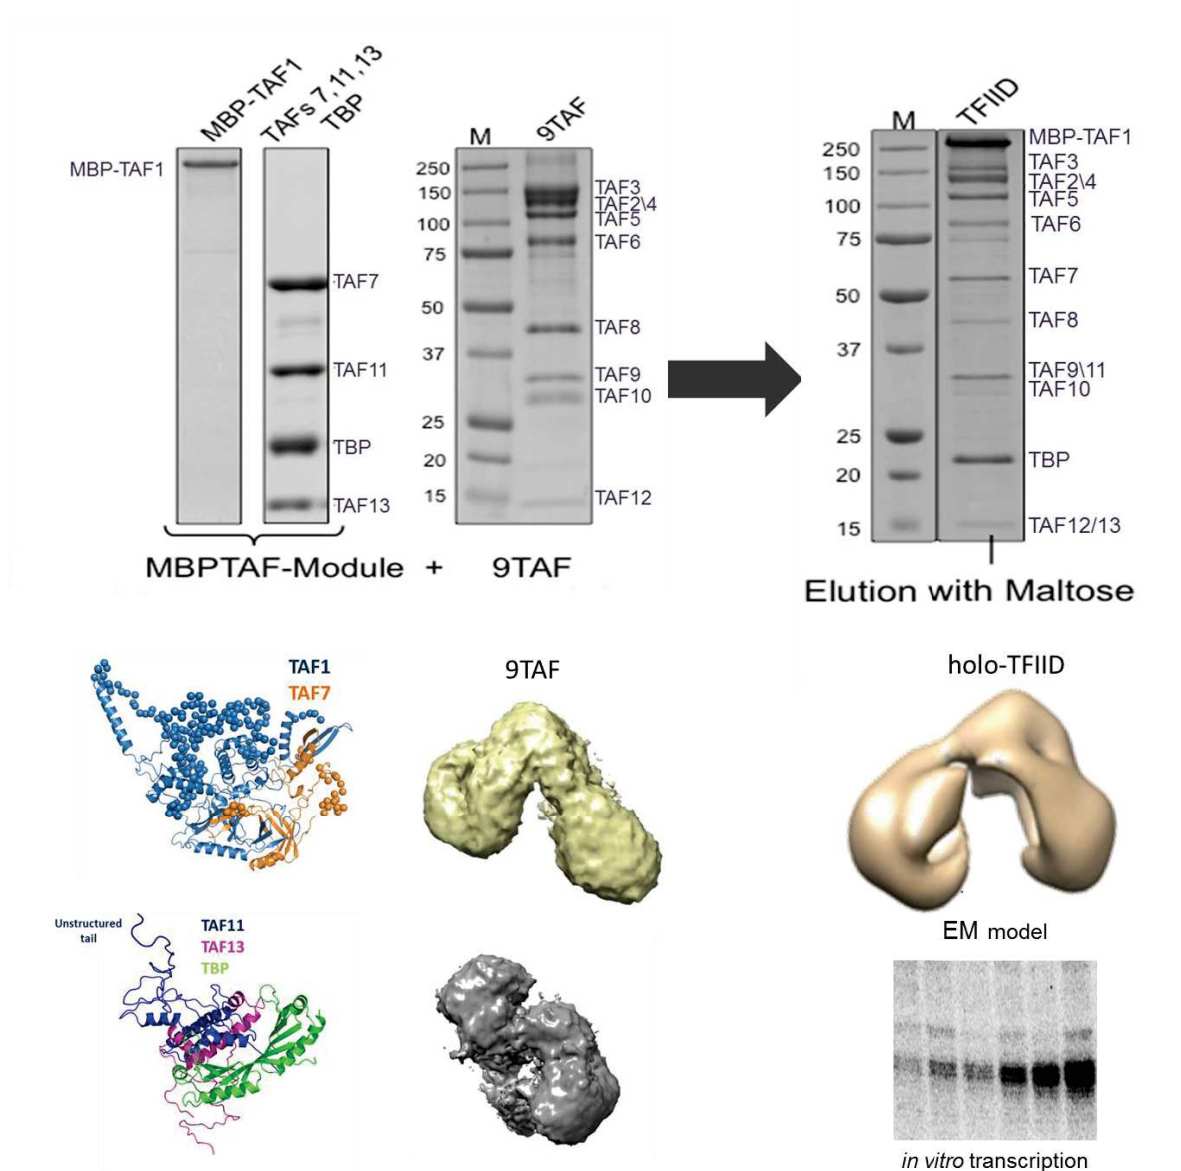 MBP-TAF1
TAFs 7,11,13
TBP
MBP-TAF1
TAF7
TAF11
TBP
TAF13
M
9TAF
250
150
100
75
50
37
25
20
15
TAF3
TAF2\4
TAF5
TAF6
TAF8
TAF9
TAF10
TAF12
MBPTAF-Module + 9TAF
M
TFIID
250
150
100
75
50
37
25
20
15
MBP-TAF1
TAF3
TAF2\4
TAF5
TAF6
TAF7
TAF8
TAF9\11
TAF10
TBP
TAF12/13
Elution with Maltose
TAF1
TAF7
9TAF
holo-TFIID
EM model
Unstructured
tail
TAF11
TAF13
TBP
in vitro transcription